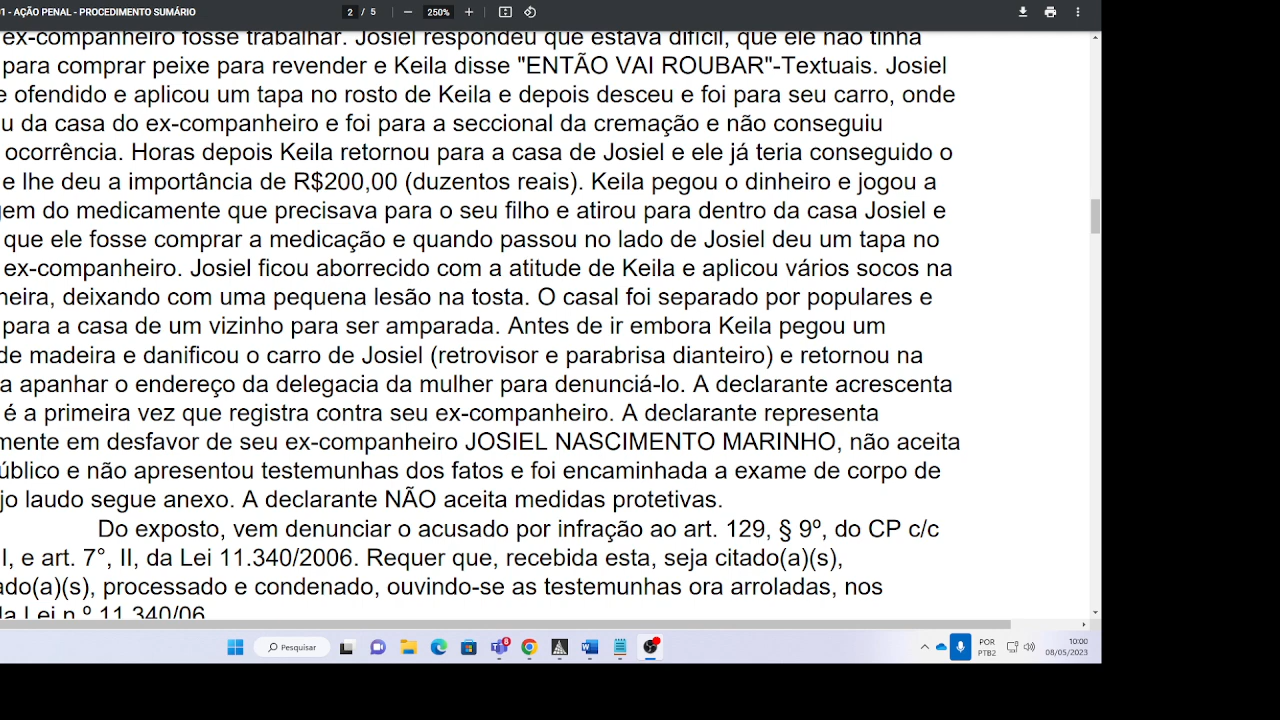 01 - AÇÃO PENAL - PROCEDIMENTO SUMÁRIO
2 / 5
250%
ex-companheiro fosse trabalhar. Josiel respondeu que estava difícil, que ele não tinha
para comprar peixe para revender e Keila disse "ENTÃO VAI ROUBAR"-Textuais. Josiel
e ofendido e aplicou um tapa no rosto de Keila e depois desceu e foi para seu carro, onde
u da casa do ex-companheiro e foi para a seccional da cremação e não conseguiu
ocorrência. Horas depois Keila retornou para a casa de Josiel e ele já teria conseguido o
e lhe deu a importância de R$200,00 (duzentos reais). Keila pegou o dinheiro e jogou a
gem do medicamente que precisava para o seu filho e atirou para dentro da casa Josiel e
que ele fosse comprar a medicação e quando passou no lado de Josiel deu um tapa no
ex-companheiro. Josiel ficou aborrecido com a atitude de Keila e aplicou vários socos na
heira, deixando com uma pequena lesão na tosta. O casal foi separado por populares e
para a casa de um vizinho para ser amparada. Antes de ir embora Keila pegou um
de madeira e danificou o carro de Josiel (retrovisor e parabrisa dianteiro) e retornou na
a apanhar o endereço da delegacia da mulher para denunciá-lo. A declarante acrescenta
é a primeira vez que registra contra seu ex-companheiro. A declarante representa
mente em desfavor de seu ex-companheiro JOSIEL NASCIMENTO MARINHO, não aceita
úblico e não apresentou testemunhas dos fatos e foi encaminhada a exame de corpo de
jo laudo segue anexo. A declarante NÃO aceita medidas protetivas.
Do exposto, vem denunciar o acusado por infração ao art. 129, § 9º, do CP c/c
I, e art. 7°, II, da Lei 11.340/2006. Requer que, recebida esta, seja citado(a)(s),
ado(a)(s), processado e condenado, ouvindo-se as testemunhas ora arroladas, nos
da Lei n.º 11.340/06
Pesquisar
8
POR
PTB2
10:00
08/05/2023